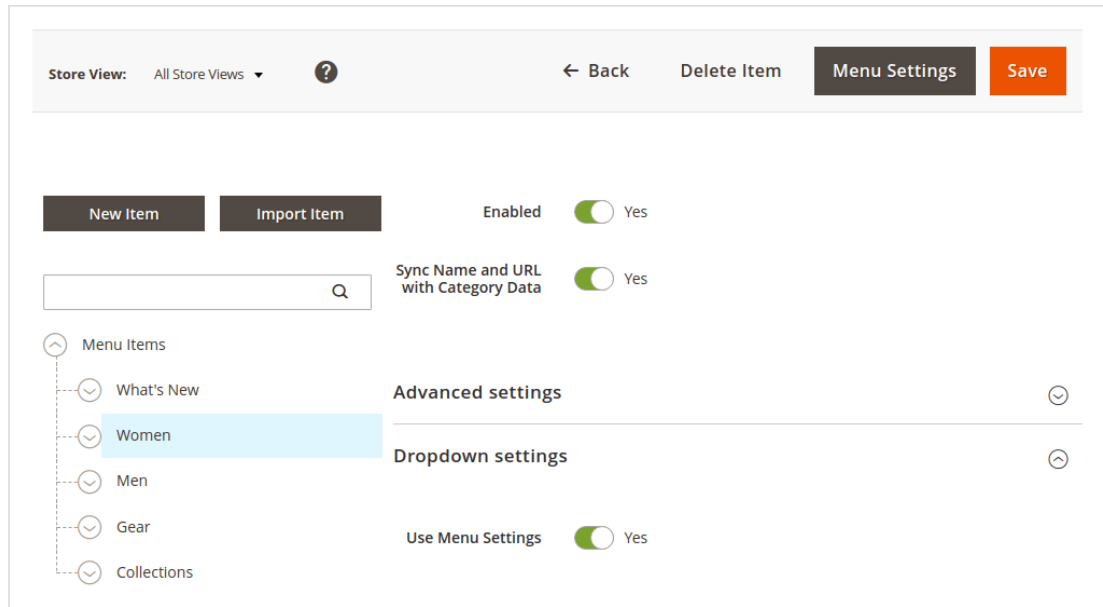 Store View: All Store Views ? ← Back Delete Item Menu Settings Save
New Item Import Item Enabled Yes
Sync Name and URL
with Category Data Yes
Menu Items
What's New
Advanced settings
Women
Dropdown settings
Men
Gear
Use Menu Settings Yes
Collections